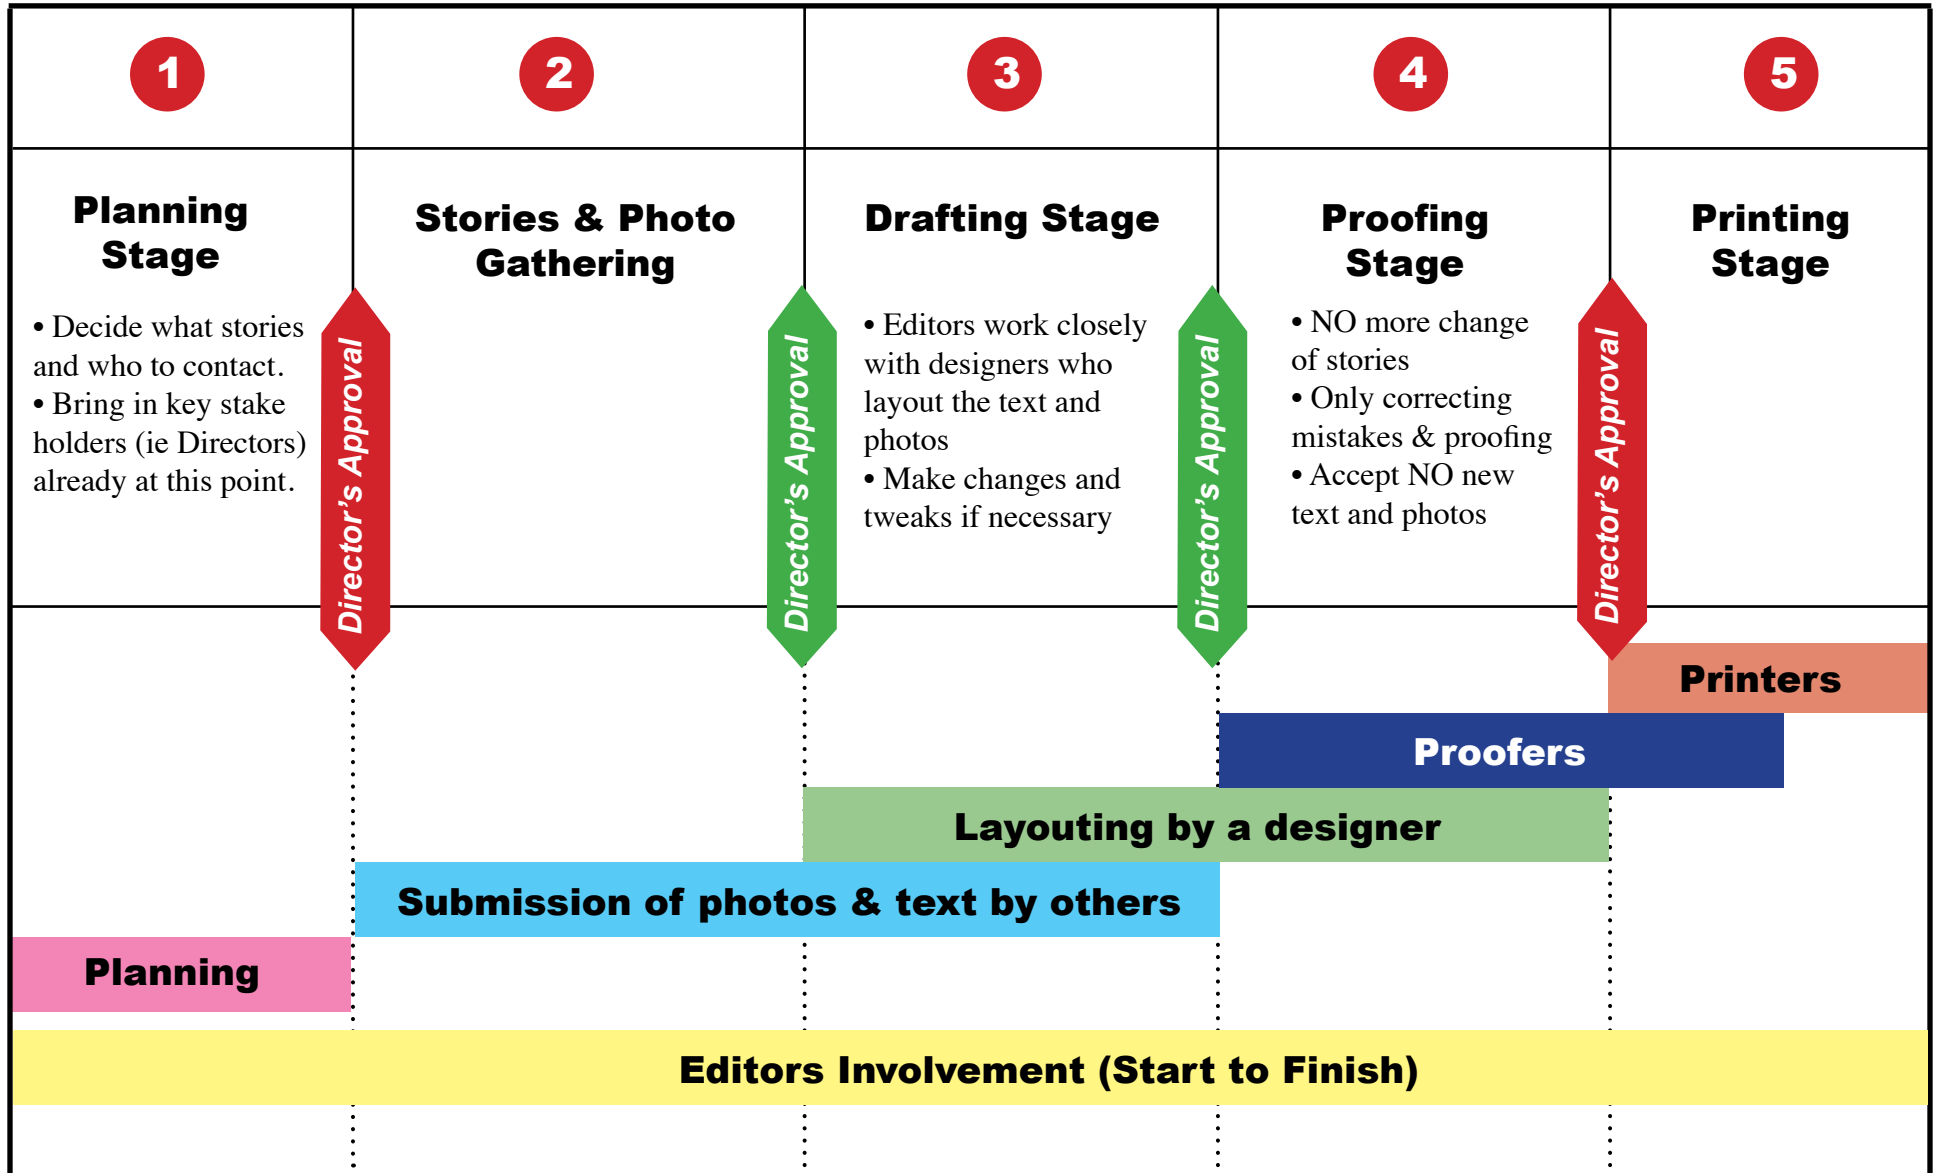 1
2
3
4
5
Planning
Stage
• Decide what stories
and who to contact.
• Bring in key stake
holders (ie Directors)
already at this point.
Director's Approval
Stories & Photo
Gathering
Director's Approval
Drafting Stage
• Editors work closely
with designers who
layout the text and
photos
• Make changes and
tweaks if necessary
Director's Approval
Proofing
Stage
• NO more change
of stories
• Only correcting
mistakes & proofing
• Accept NO new
text and photos
Director's Approval
Printing
Stage
Printers
Proofers
Layouting by a designer
Submission of photos & text by others
Planning
Editors Involvement (Start to Finish)